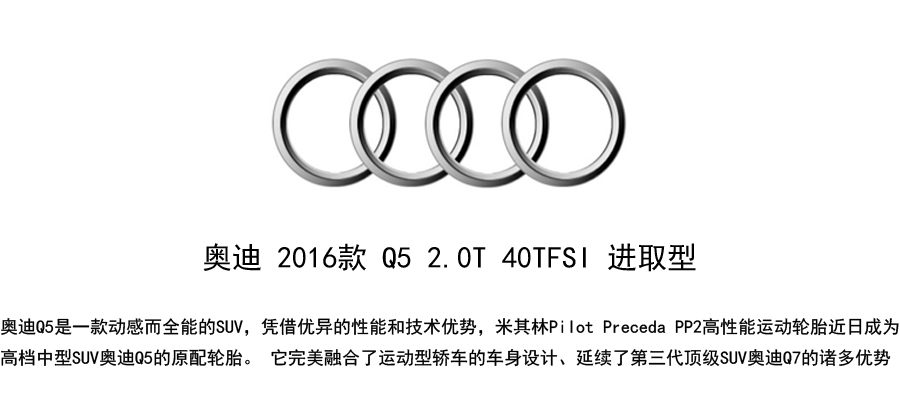 奥迪 2016款 Q5 2.0T 40TFSI 进取型
奥迪Q5是一款动感而全能的SUV，凭借优异的性能和技术优势，米其林Pilot Preceda PP2高性能运动轮胎近日成为
高档中型SUV奥迪Q5的原配轮胎。 它完美融合了运动型轿车的车身设计、延续了第三代顶级SUV奥迪Q7的诸多优势